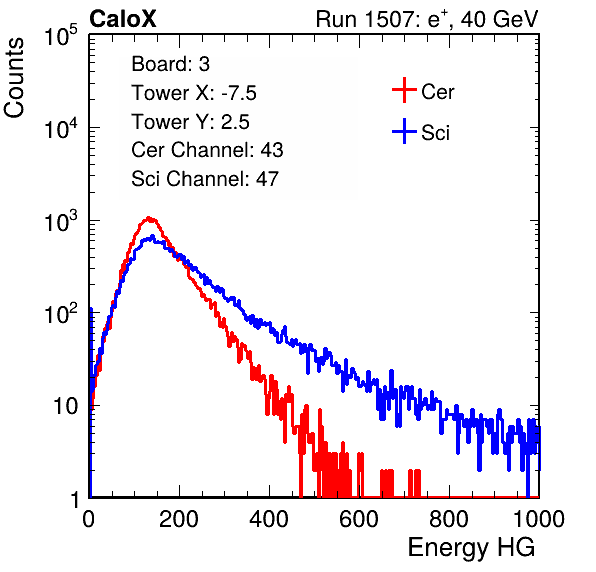 CaloX Run 1507: e⁺, 40 GeV
Counts
Board: 3
Tower X: -7.5
Tower Y: 2.5
Cer Channel: 43
Sci Channel: 47
Cer
Sci
10⁵
10⁴
10³
10²
10
1
0 200 400 600 800 1000
Energy HG